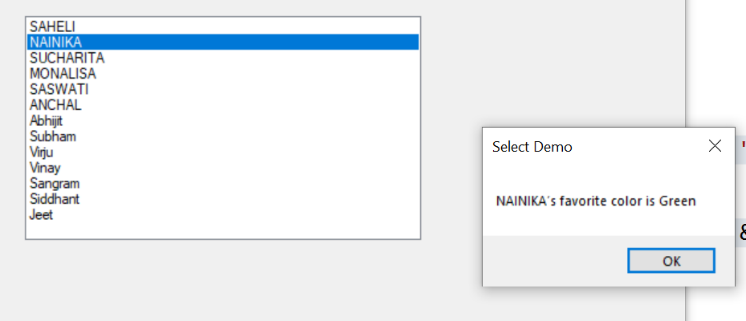 SAHELI
NAINIKA
SUCHARITA
MONALISA
SASWATI
ANCHAL
Abhijit
Subham
Virju
Vinay
Sangram
Siddhant
Jeet
Select Demo
NAINIKA's favorite color is Green
OK
"
&